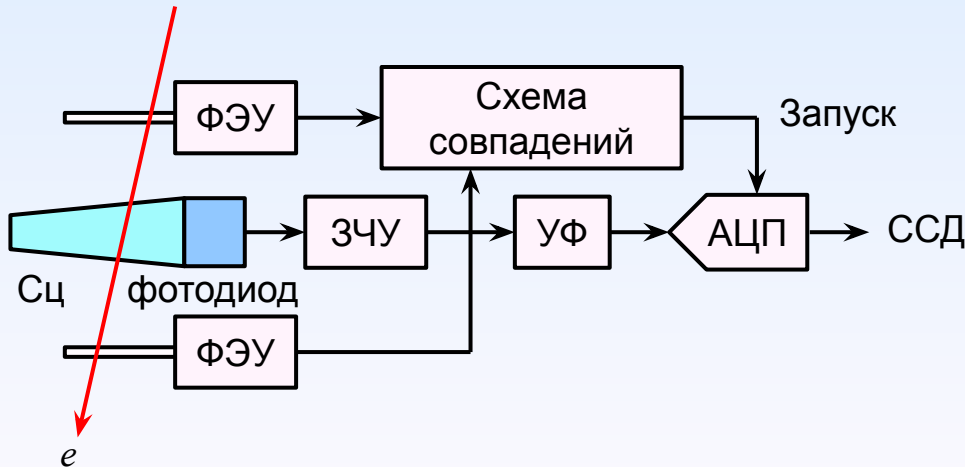 ФЭУ
Схема
совпадений
Запуск
ЗЧУ
УФ
АЦП
ССД
Сц
фотодиод
ФЭУ
e